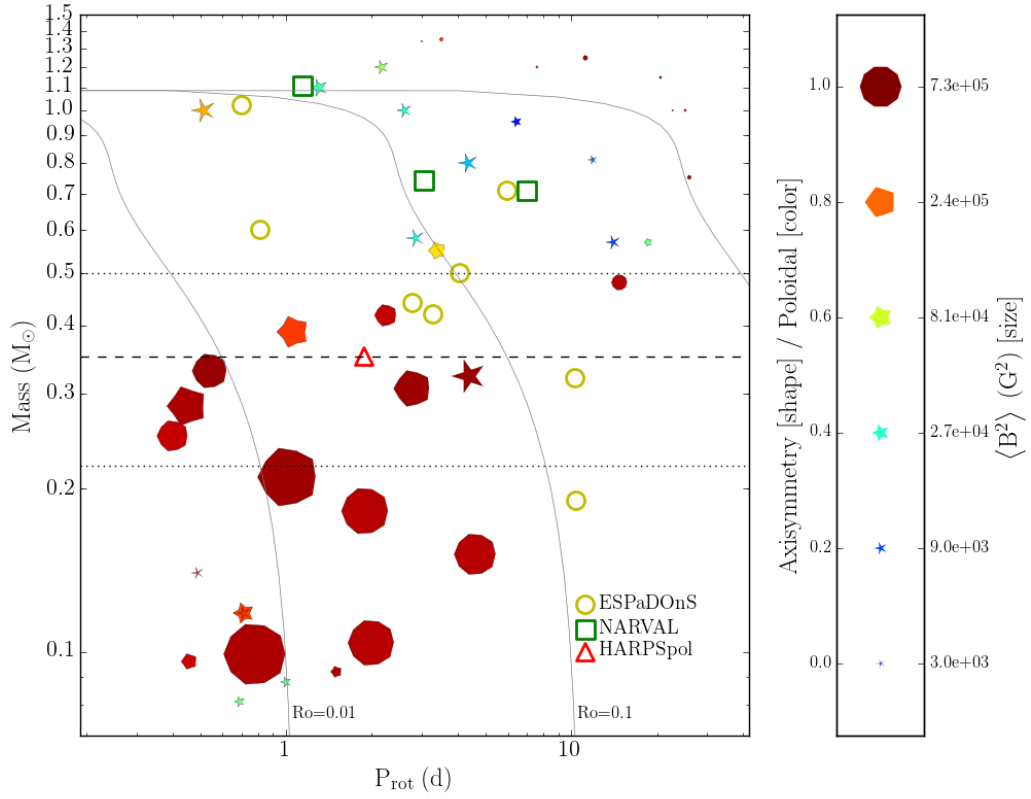 1.5
1.4
1.3
1.2
1.1
1.0
0.9
0.8
0.7
0.6
0.5
0.4
0.3
0.2
0.1
Mass (M⊙)
1
10
P_rot (d)
Ro=0.01
Ro=0.1
ESPaDOnS
NARVAL
HARPSpol
Axisymmetry [shape] / Poloidal [color]
1.0
0.8
0.6
0.4
0.2
0.0
7.3e+05
2.4e+05
8.1e+04
2.7e+04
9.0e+03
3.0e+03
⟨B²⟩ (G²) [size]